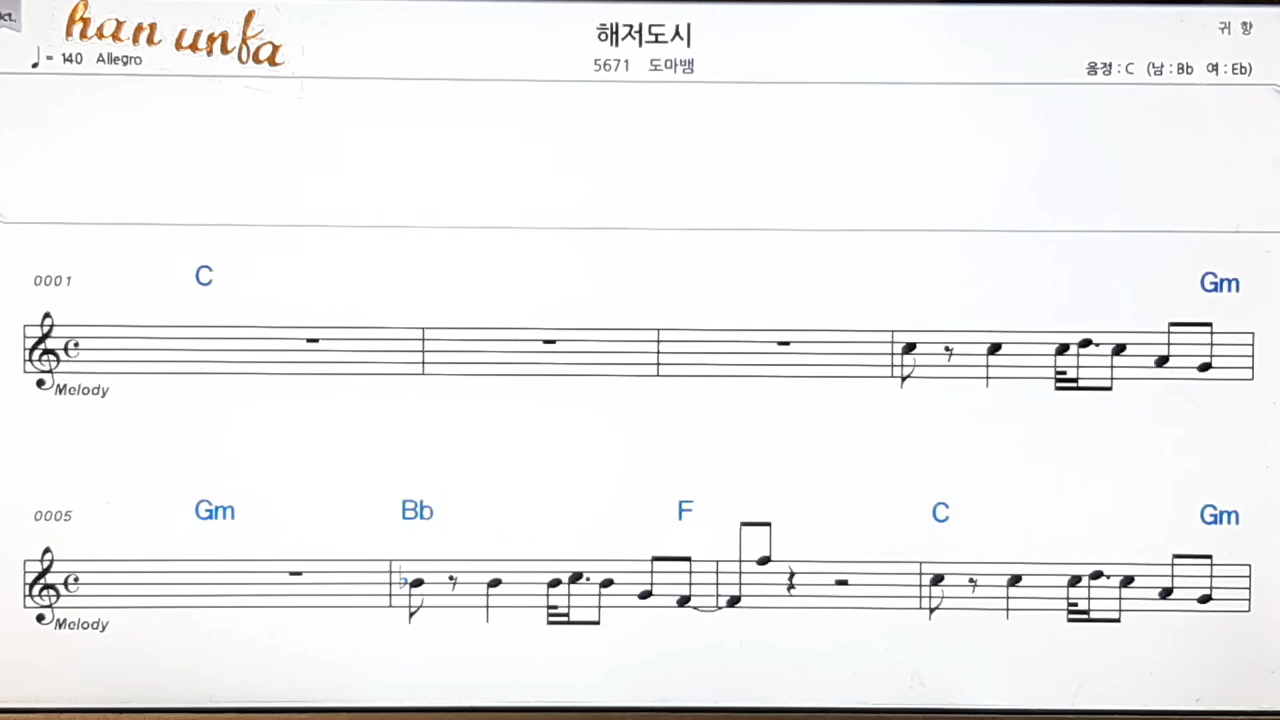 ct.
han unfa
해저도시
귀 향
♩= 140 Allegro
5671 도마뱀
음정 : C (남 : Bb 여 : Eb)
0001 C Gm
Melody
0005 Gm Bb F C Gm
Melody